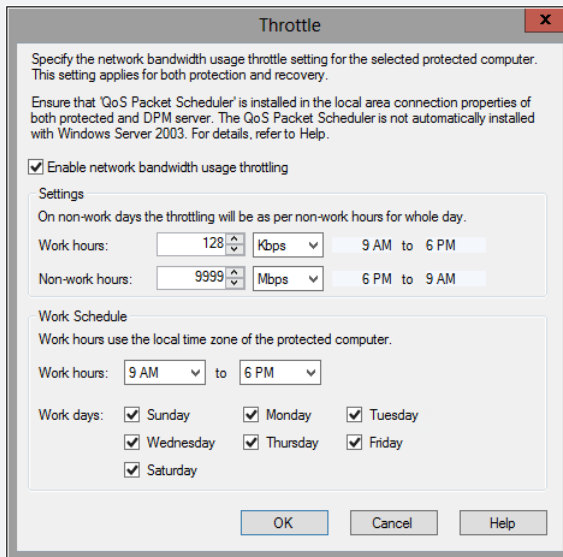 Throttle
x
Specify the network bandwidth usage throttle setting for the selected protected computer.
This setting applies for both protection and recovery.
Ensure that 'QoS Packet Scheduler' is installed in the local area connection properties of
both protected and DPM server. The QoS Packet Scheduler is not automatically installed
with Windows Server 2003. For details, refer to Help.
Enable network bandwidth usage throttling
Settings
On non-work days the throttling will be as per non-work hours for whole day.
Work hours: 128 Kbps 9 AM to 6 PM
Non-work hours: 9999 Mbps 6 PM to 9 AM
Work Schedule
Work hours use the local time zone of the protected computer.
Work hours: 9 AM to 6 PM
Work days: Sunday Monday Tuesday
Wednesday Thursday Friday
Saturday
OK Cancel Help